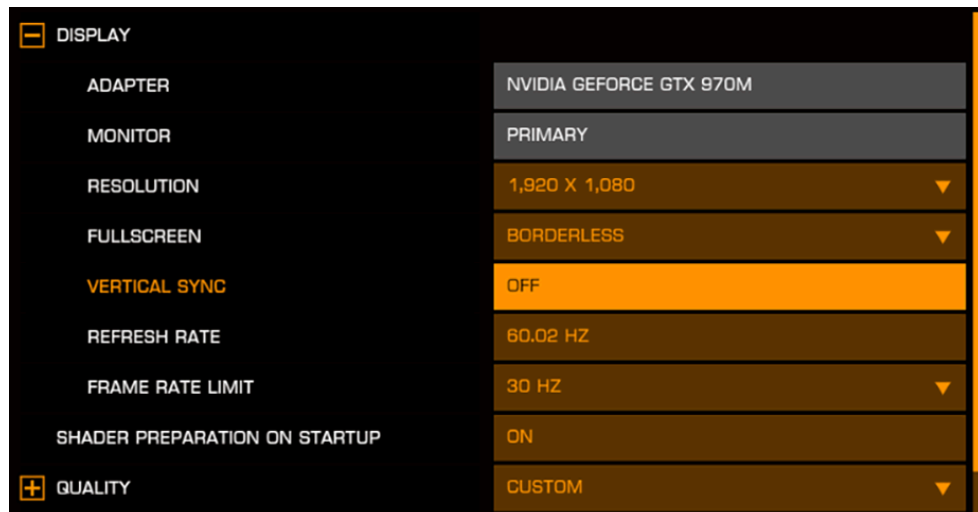 DISPLAY
ADAPTER NVIDIA GEFORCE GTX 970M
MONITOR PRIMARY
RESOLUTION 1,920 X 1,080
FULLSCREEN BORDERLESS
VERTICAL SYNC OFF
REFRESH RATE 60.02 HZ
FRAME RATE LIMIT 30 HZ
SHADER PREPARATION ON STARTUP ON
QUALITY CUSTOM